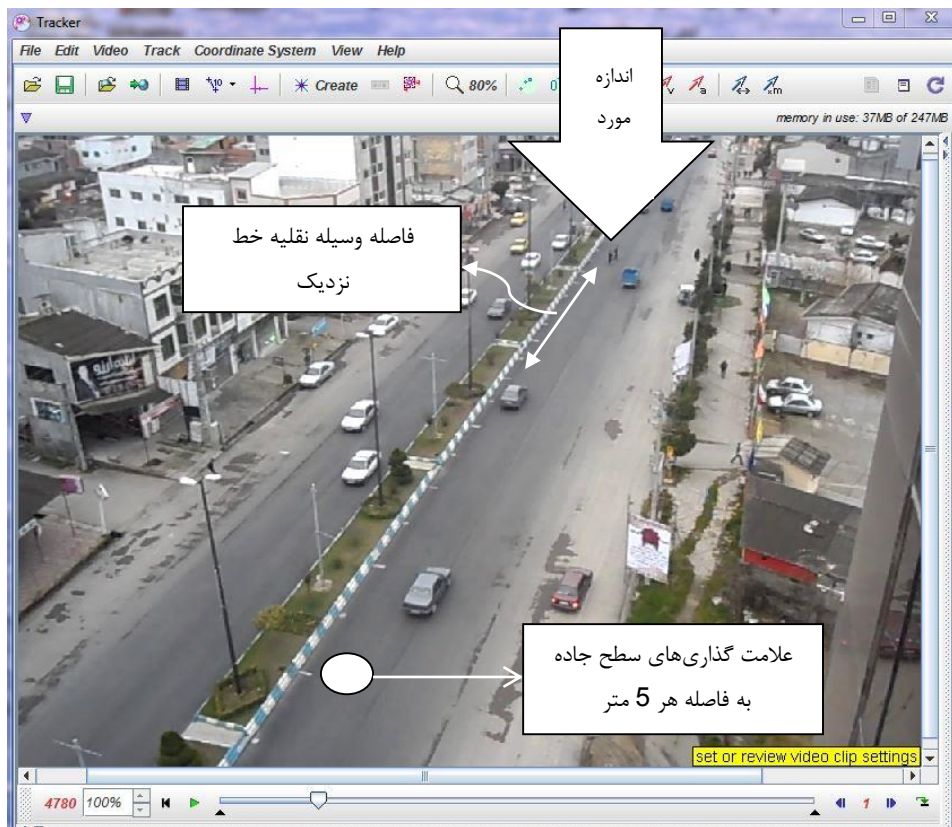 Tracker
File Edit Video Track Coordinate System View Help
Create 80%
memory in use: 37MB of 247MB
اندازه
مورد
فاصله وسیله نقلیه خط
نزدیک
علامت گذاری‌های سطح جاده
به فاصله هر 5 متر
set or review video clip settings
4780 100% 1